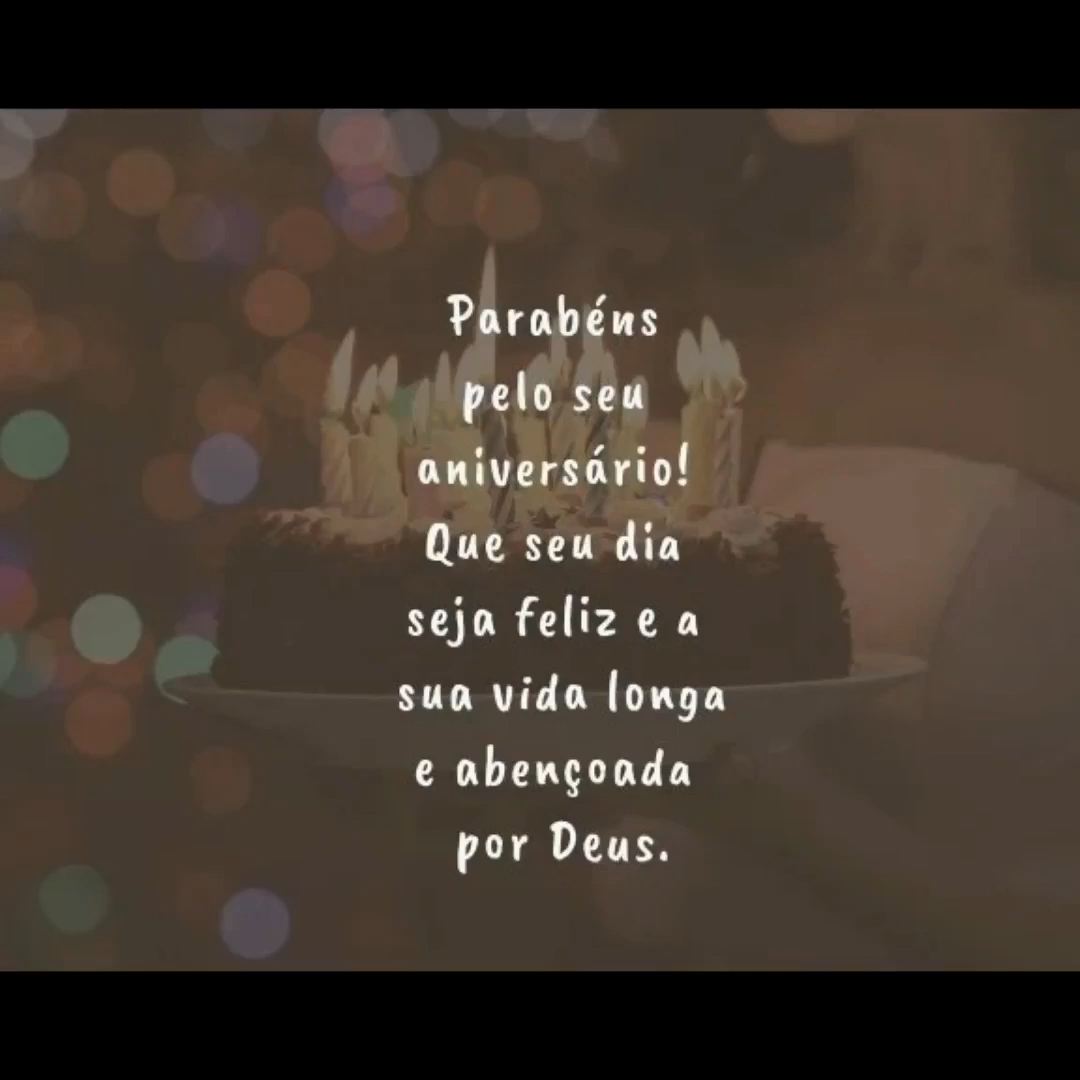 Parabéns
pelo seu
aniversário!
Que seu dia
seja feliz e a
sua vida longa
e abençoada
por Deus.